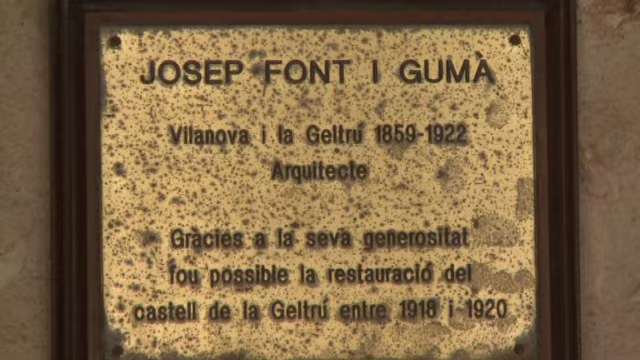 JOSEP FONT I GUMÀ
Vilanova i la Geltrú 1859-1922
Arquitecte
Gràcies a la seva generositat
fou possible la restauració del
castell de la Geltrú entre 1918 i 1920